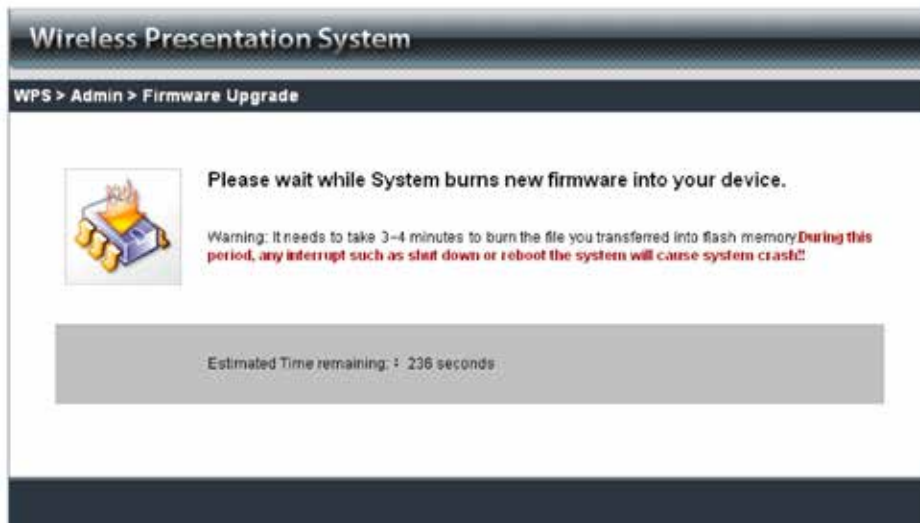 Wireless Presentation System
WPS > Admin > Firmware Upgrade
Please wait while System burns new firmware into your device.
Warning: It needs to take 3-4 minutes to burn the file you transferred into flash memory.During this
period, any interrupt such as shut down or reboot the system will cause system crash!!
Estimated Time remaining: : 236 seconds